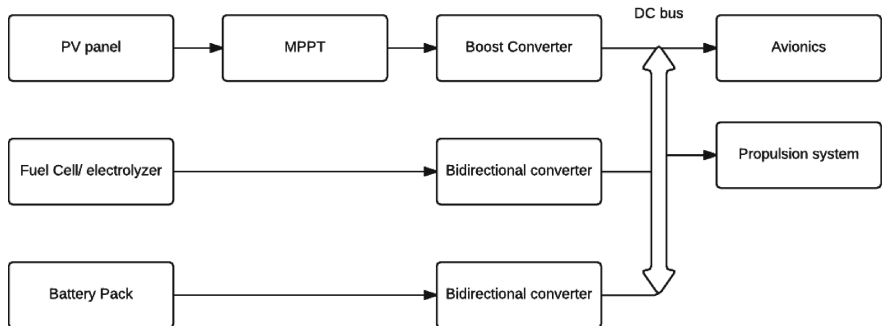 DC bus
PV panel
MPPT
Boost Converter
Avionics
Fuel Cell/ electrolyzer
Bidirectional converter
Propulsion system
Battery Pack
Bidirectional converter